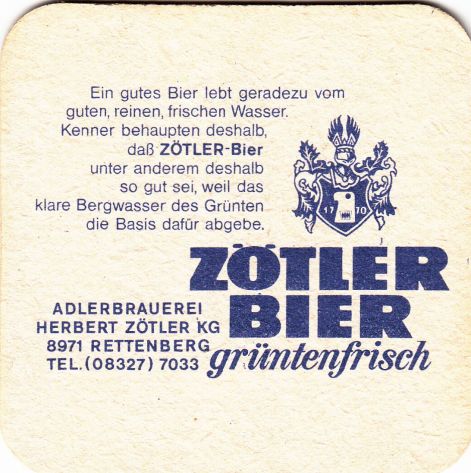 Ein gutes Bier lebt geradezu vom
guten, reinen, frischen Wasser.
Kenner behaupten deshalb,
daß ZÖTLER-Bier
unter anderem deshalb
so gut sei, weil das
klare Bergwasser des Grünten
die Basis dafür abgebe.
17 70
ZÖTLER
BIER
grüntenfrisch
ADLERBRAUEREI
HERBERT ZÖTLER KG
8971 RETTENBERG
TEL.(08327) 7033